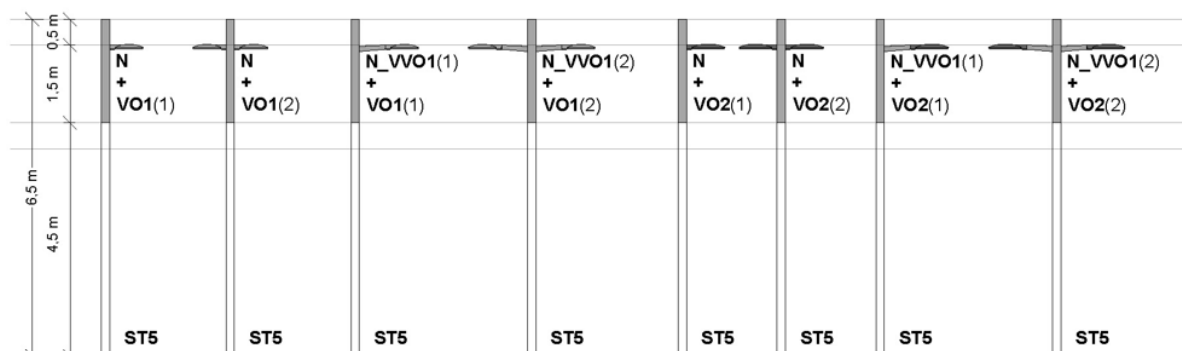 0.5 m
1.5 m
6.5 m
4.5 m
N
+
VO1(1)
N
+
VO1(2)
N_VVO1(1)
+
VO1(1)
N_VVO1(2)
+
VO1(2)
N
+
VO2(1)
N
+
VO2(2)
N_VVO1(1)
+
VO2(1)
N_VVO1(2)
+
VO2(2)
ST5
ST5
ST5
ST5
ST5
ST5
ST5
ST5